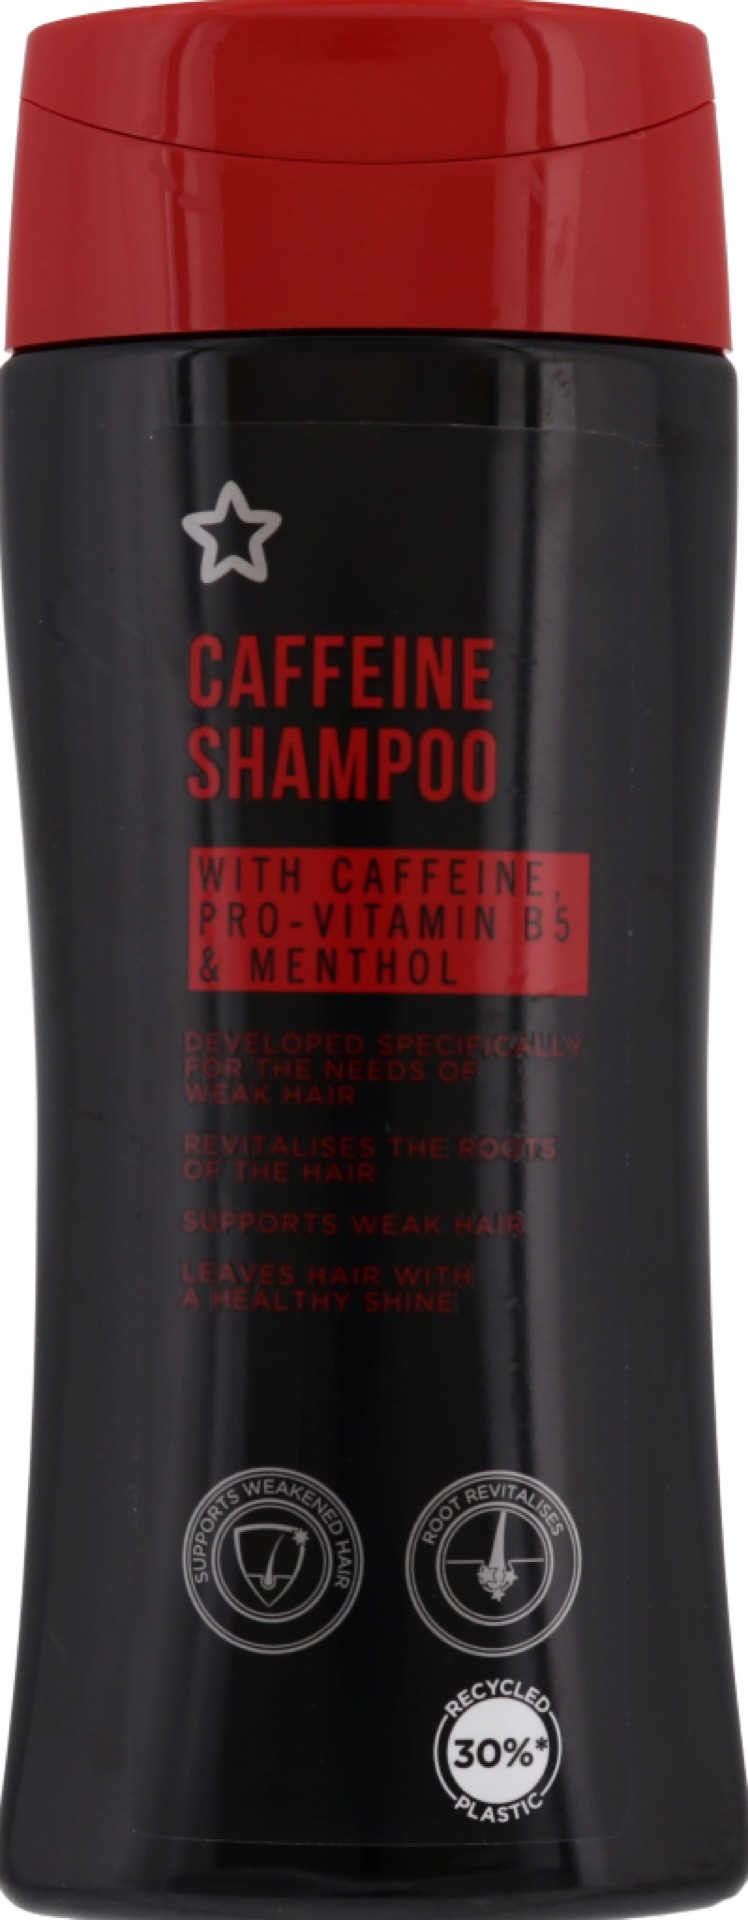 CAFFEINE
SHAMPOO
WITH CAFFEINE,
PRO-VITAMIN B5
& MENTHOL
DEVELOPED SPECIFICALLY
FOR THE NEEDS OF
WEAK HAIR
REVITALISES THE ROOTS
OF THE HAIR
SUPPORTS WEAK HAIR
LEAVES HAIR WITH
A HEALTHY SHINE
SUPPORTS WEAKENED HAIR
ROOT REVITALISES
RECYCLED
30%*
PLASTIC